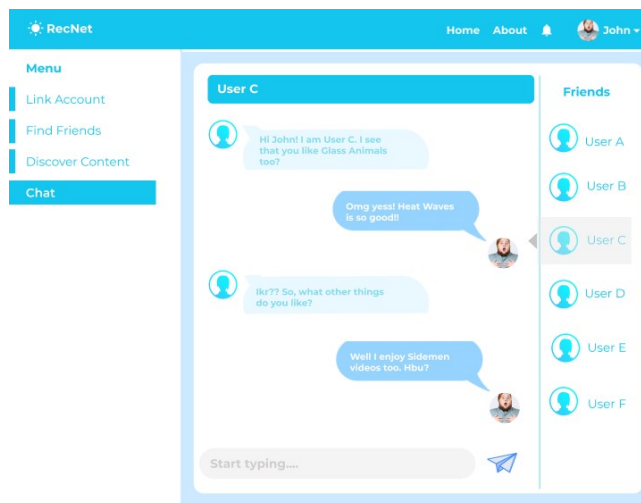 RecNet
Home About
John
Menu
Link Account
Find Friends
Discover Content
Chat
User C
Hi John! I am User C. I see
that you like Glass Animals
too?
Omg yess! Heat Waves
is so good!!
Ikr?? So, what other things
do you like?
Well I enjoy Sidemen
videos too. Hbu?
Start typing....
Friends
User A
User B
User C
User D
User E
User F